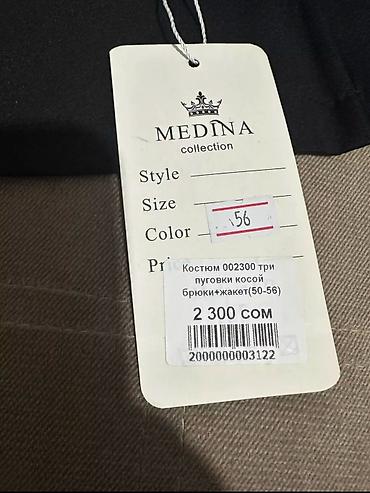 MEDINA
collection
Style
Size
56
Color
Костюм 002300 три
пуговки косой
брюки+жакет(50-56)
2 300 сом
2000000003122